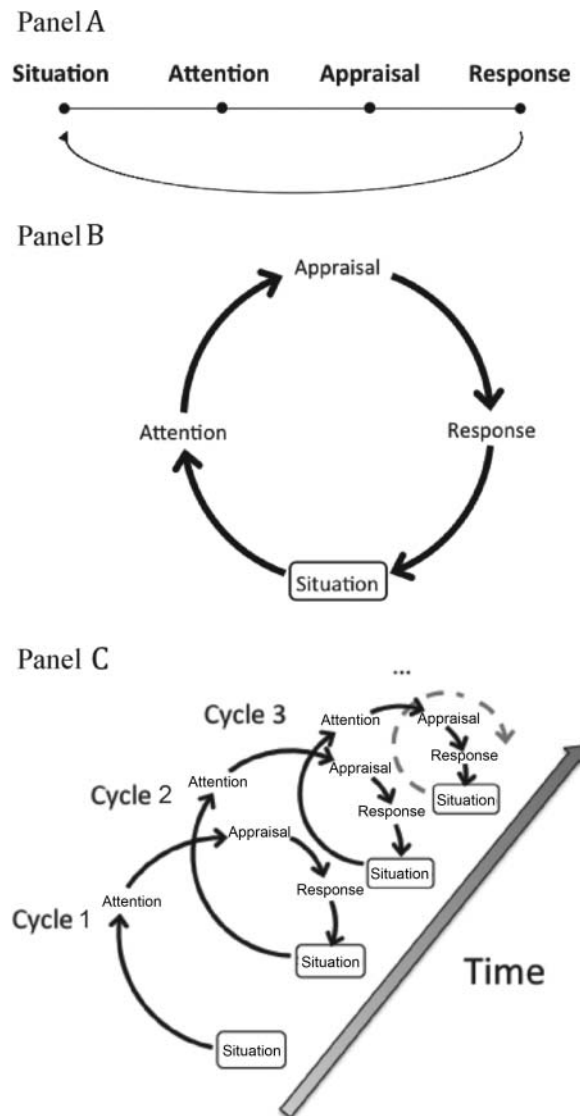 Panel A
Situation Attention Appraisal Response
Panel B
Appraisal
Attention Response
Situation
Panel C
...
Cycle 3 Attention Appraisal
Response
Cycle 2 Attention Appraisal
Situation
Response
Appraisal
Situation
Cycle 1 Attention Response
Situation
Time
Situation